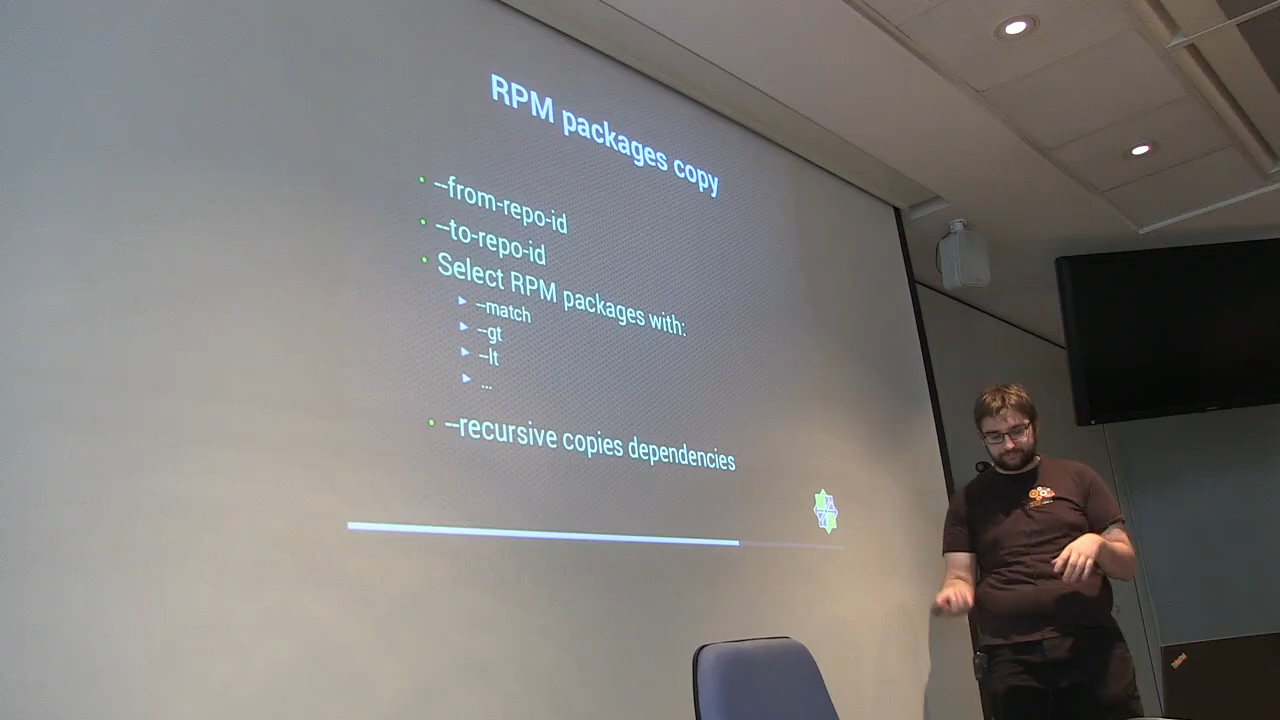 RPM packages copy
–from-repo-id
–to-repo-id
Select RPM packages with:
–match
–gt
–lt
...
–recursive copies dependencies